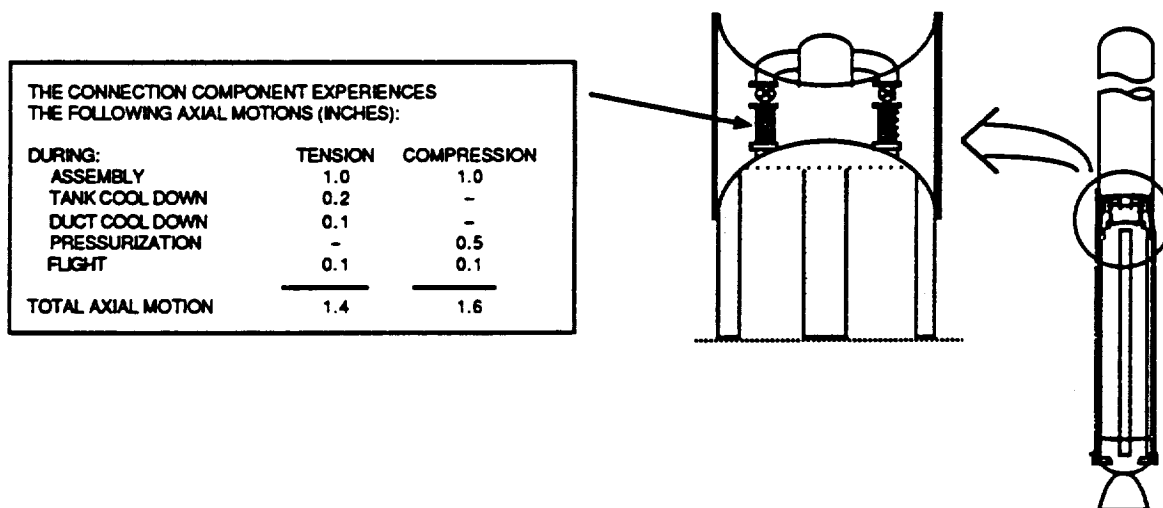 THE CONNECTION COMPONENT EXPERIENCES
THE FOLLOWING AXIAL MOTIONS (INCHES):
DURING: TENSION COMPRESSION
ASSEMBLY 1.0 1.0
TANK COOL DOWN 0.2 -
DUCT COOL DOWN 0.1 -
PRESSURIZATION - 0.5
FLIGHT 0.1 0.1
TOTAL AXIAL MOTION 1.4 1.6